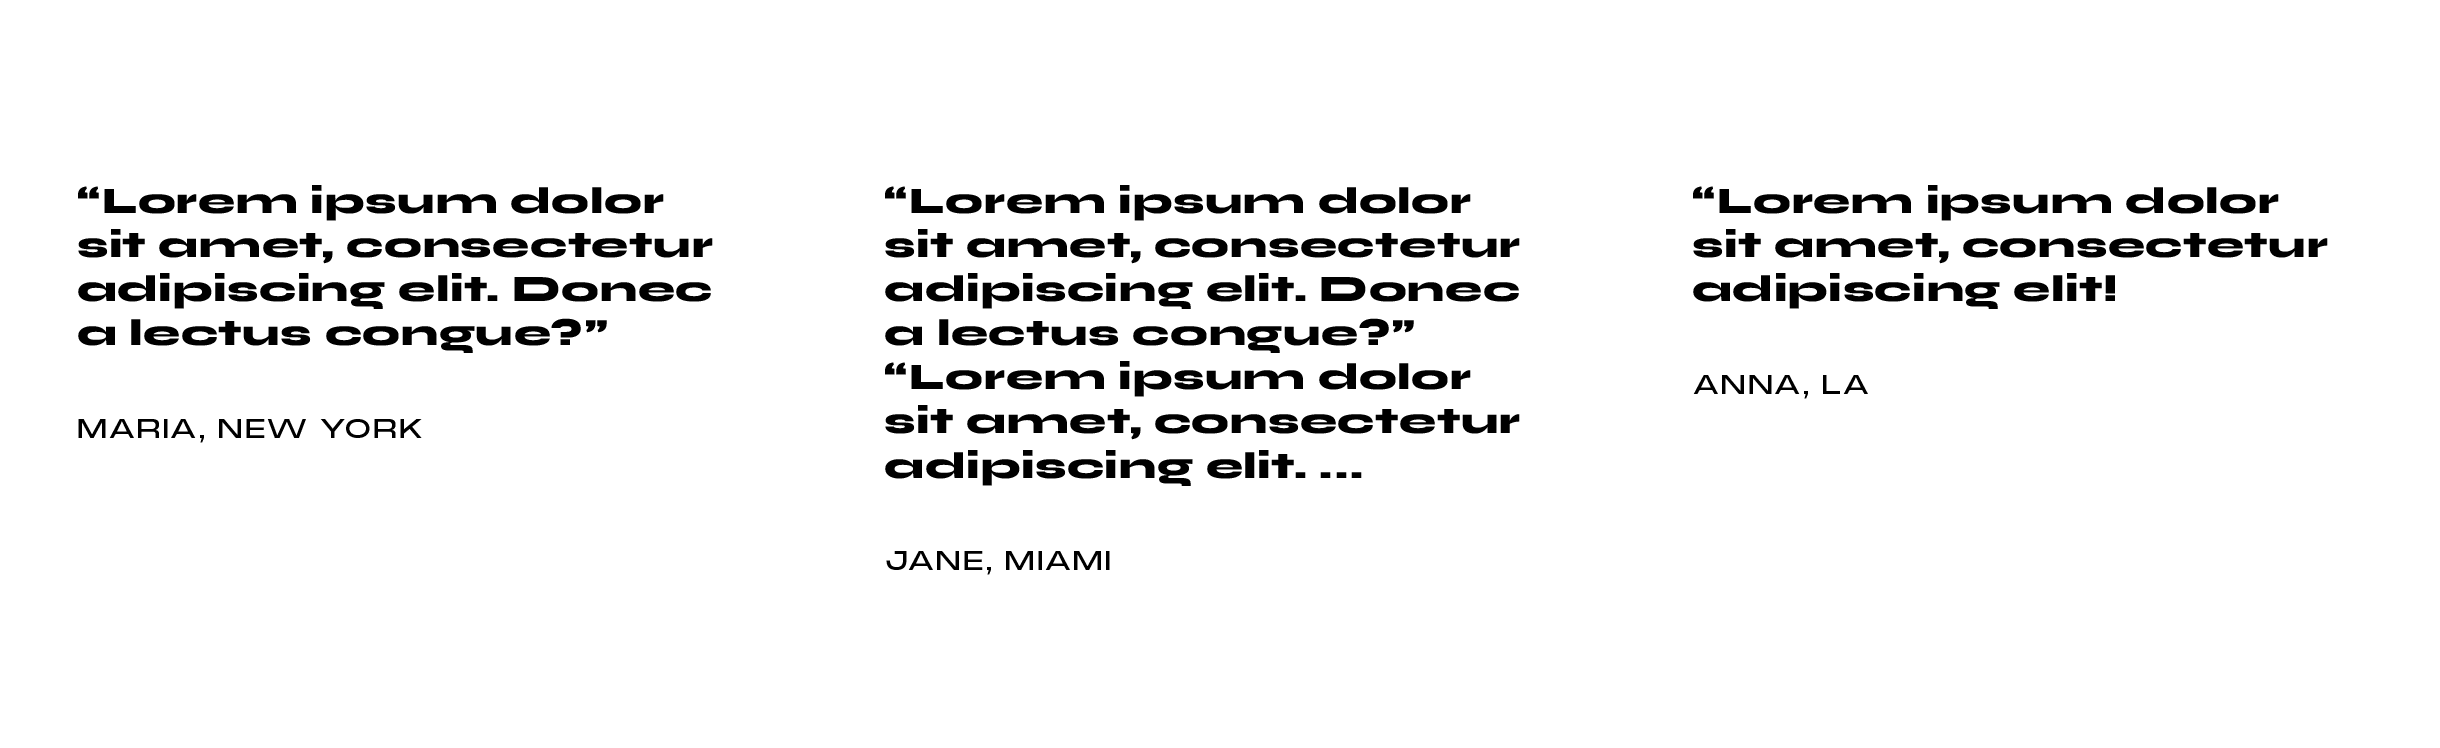 “Lorem ipsum dolor
sit amet, consectetur
adipiscing elit. Donec
a lectus congue?”
MARIA, NEW YORK
“Lorem ipsum dolor
sit amet, consectetur
adipiscing elit. Donec
a lectus congue?”
“Lorem ipsum dolor
sit amet, consectetur
adipiscing elit. ...
JANE, MIAMI
“Lorem ipsum dolor
sit amet, consectetur
adipiscing elit!
ANNA, LA